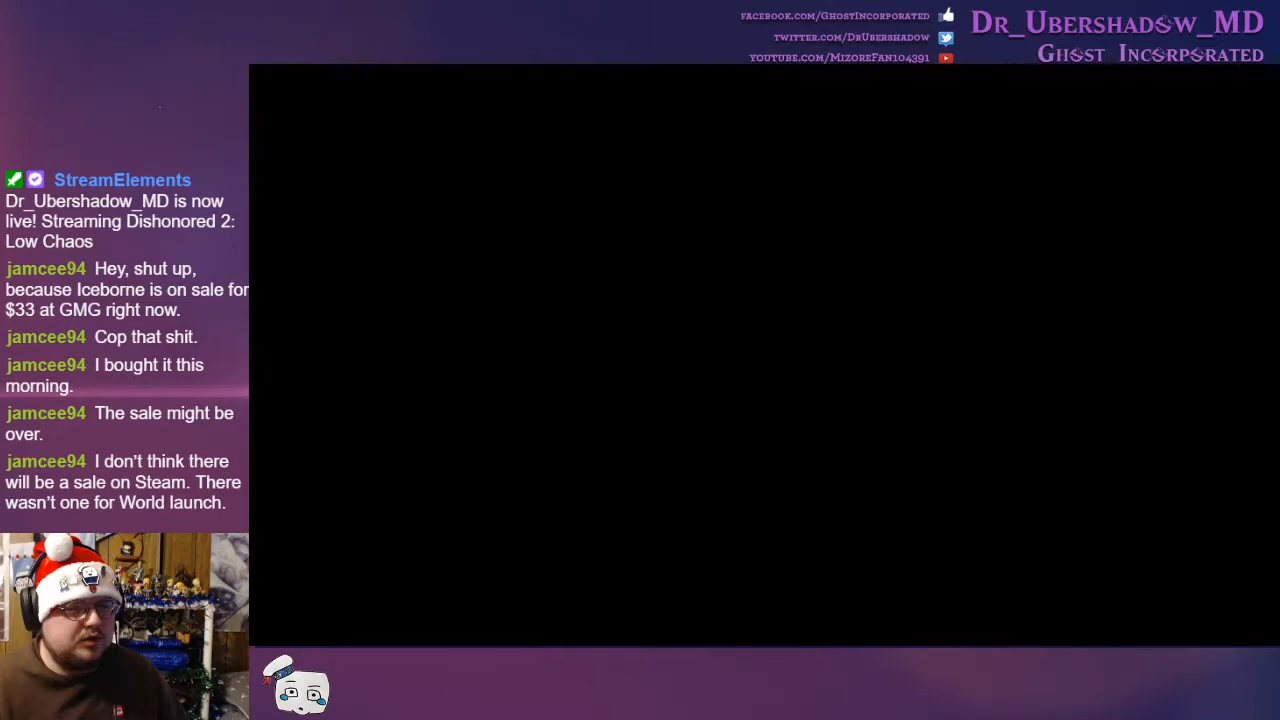 facebook.com/GhostIncorporated
twitter.com/DrUbershadow
youtube.com/MizoreFan104391
Dr_Ubershadow_MD
Ghost Incorporated
StreamElements
Dr_Ubershadow_MD is now
live! Streaming Dishonored 2:
Low Chaos
jamcee94 Hey, shut up,
because Iceborne is on sale for
$33 at GMG right now.
jamcee94 Cop that shit.
jamcee94 I bought it this
morning.
jamcee94 The sale might be
over.
jamcee94 I don't think there
will be a sale on Steam. There
wasn't one for World launch.